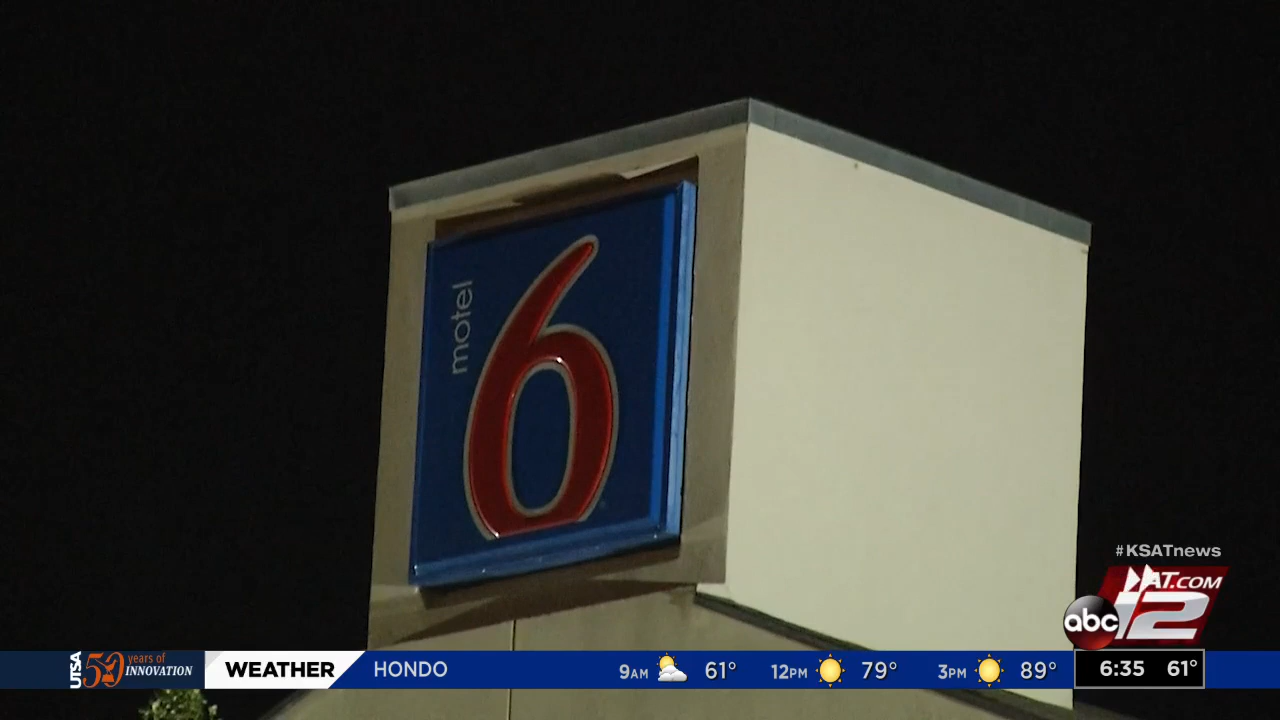 motel
6
#KSATnews
AT.COM
abc 12
UTSA 50 years of INNOVATION
WEATHER HONDO 9AM 61° 12PM 79° 3PM 89° 6:35 61°